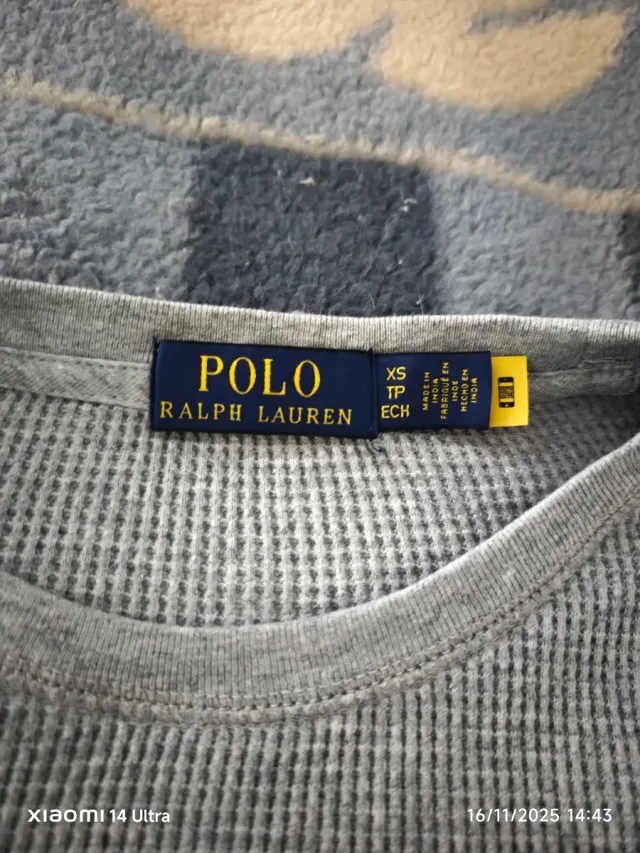 POLO
RALPH LAUREN
XS
TP
ECH
MADE IN
INDIA
FABRIQUÉ EN
INDE
HECHO EN
INDIA
XIAOMI 14 Ultra
16/11/2025 14:43